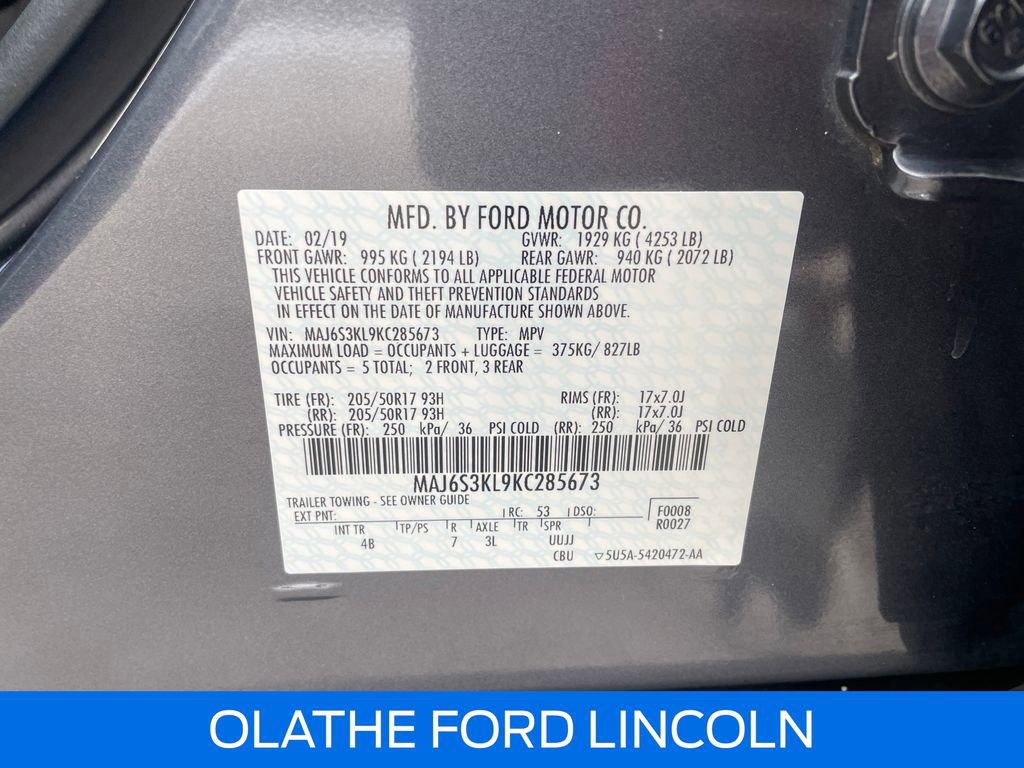 MFD. BY FORD MOTOR CO.
DATE: 02/19 GVWR: 1929 KG ( 4253 LB)
FRONT GAWR: 995 KG ( 2194 LB) REAR GAWR: 940 KG ( 2072 LB)
THIS VEHICLE CONFORMS TO ALL APPLICABLE FEDERAL MOTOR
VEHICLE SAFETY AND THEFT PREVENTION STANDARDS
IN EFFECT ON THE DATE OF MANUFACTURE SHOWN ABOVE.
VIN: MAJ6S3KL9KC285673 TYPE: MPV
MAXIMUM LOAD = OCCUPANTS + LUGGAGE = 375KG/ 827LB
OCCUPANTS = 5 TOTAL; 2 FRONT, 3 REAR
TIRE (FR): 205/50R17 93H RIMS (FR): 17x7.0J
(RR): 205/50R17 93H (RR): 17x7.0J
PRESSURE (FR): 250 kPa/ 36 PSI COLD (RR): 250 kPa/ 36 PSI COLD
MAJ6S3KL9KC285673
TRAILER TOWING - SEE OWNER GUIDE
EXT PNT: RC: 53 DSO: F0008
R0027
INT TR TP/PS R AXLE TR SPR
4B 7 3L UUJJ
CBU ▽5U5A-5420472-AA
OLATHE FORD LINCOLN